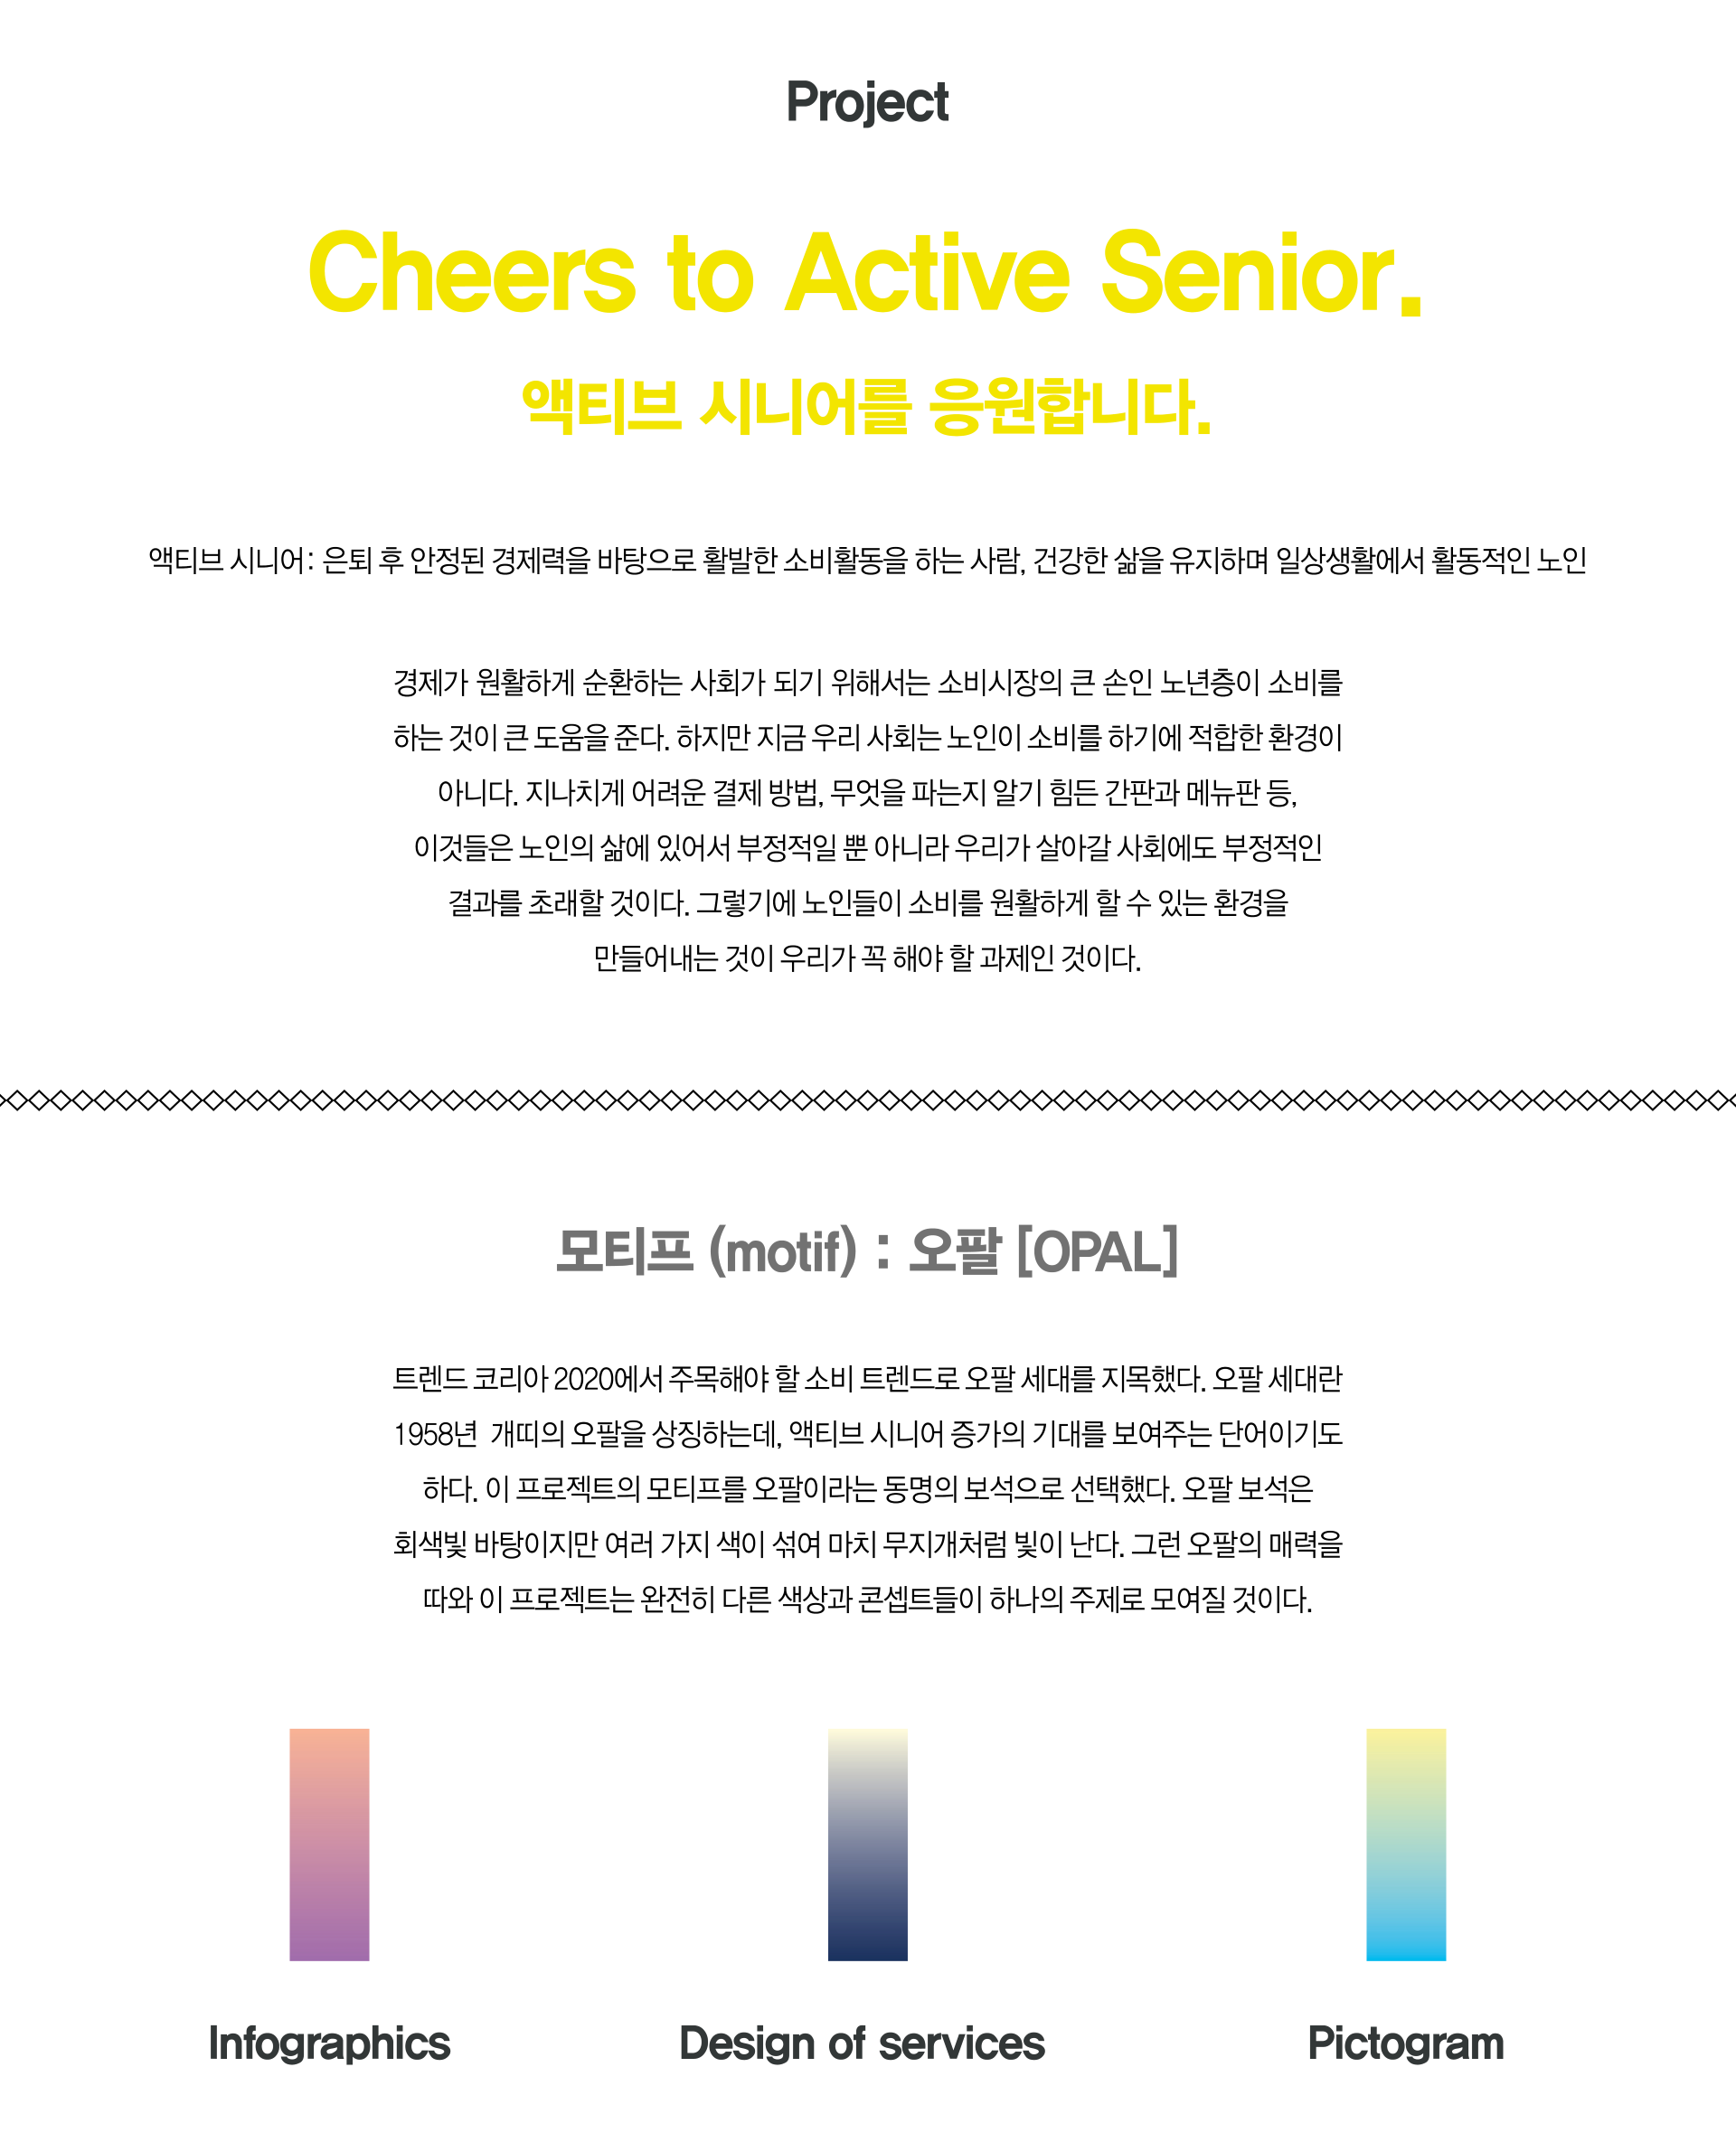 Project
Cheers to Active Senior.
액티브 시니어를 응원합니다.
액티브 시니어: 은퇴 후 안정된 경제력을 바탕으로 활발한 소비활동을 하는 사람, 건강한 삶을 유지하며 일상생활에서 활동적인 노인
경제가 원활하게 순환하는 사회가 되기 위해서는 소비시장의 큰 손인 노년층이 소비를
하는 것이 큰 도움을 준다. 하지만 지금 우리 사회는 노인이 소비를 하기에 적합한 환경이
아니다. 지나치게 어려운 결제 방법, 무엇을 파는지 알기 힘든 간판과 메뉴판 등,
이것들은 노인의 삶에 있어서 부정적일 뿐 아니라 우리가 살아갈 사회에도 부정적인
결과를 초래할 것이다. 그렇기에 노인들이 소비를 원활하게 할 수 있는 환경을
만들어내는 것이 우리가 꼭 해야 할 과제인 것이다.
모티프 (motif) : 오팔 [OPAL]
트렌드 코리아 2020에서 주목해야 할 소비 트렌드로 오팔 세대를 지목했다. 오팔 세대란
1958년 개띠의 오팔을 상징하는데, 액티브 시니어 증가의 기대를 보여주는 단어이기도
하다. 이 프로젝트의 모티프를 오팔이라는 동명의 보석으로 선택했다. 오팔 보석은
회색빛 바탕이지만 여러 가지 색이 섞여 마치 무지개처럼 빛이 난다. 그런 오팔의 매력을
따와 이 프로젝트는 완전히 다른 색상과 콘셉트들이 하나의 주제로 모여질 것이다.
Infographics
Design of services
Pictogram